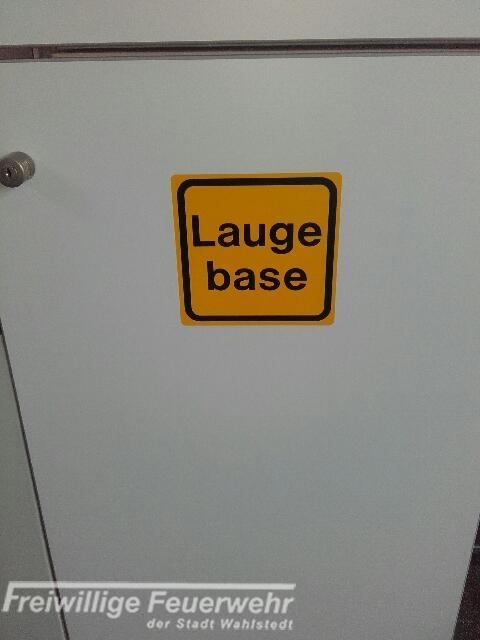 Lauge
base
Freiwillige Feuerwehr
der Stadt Wahlstedt